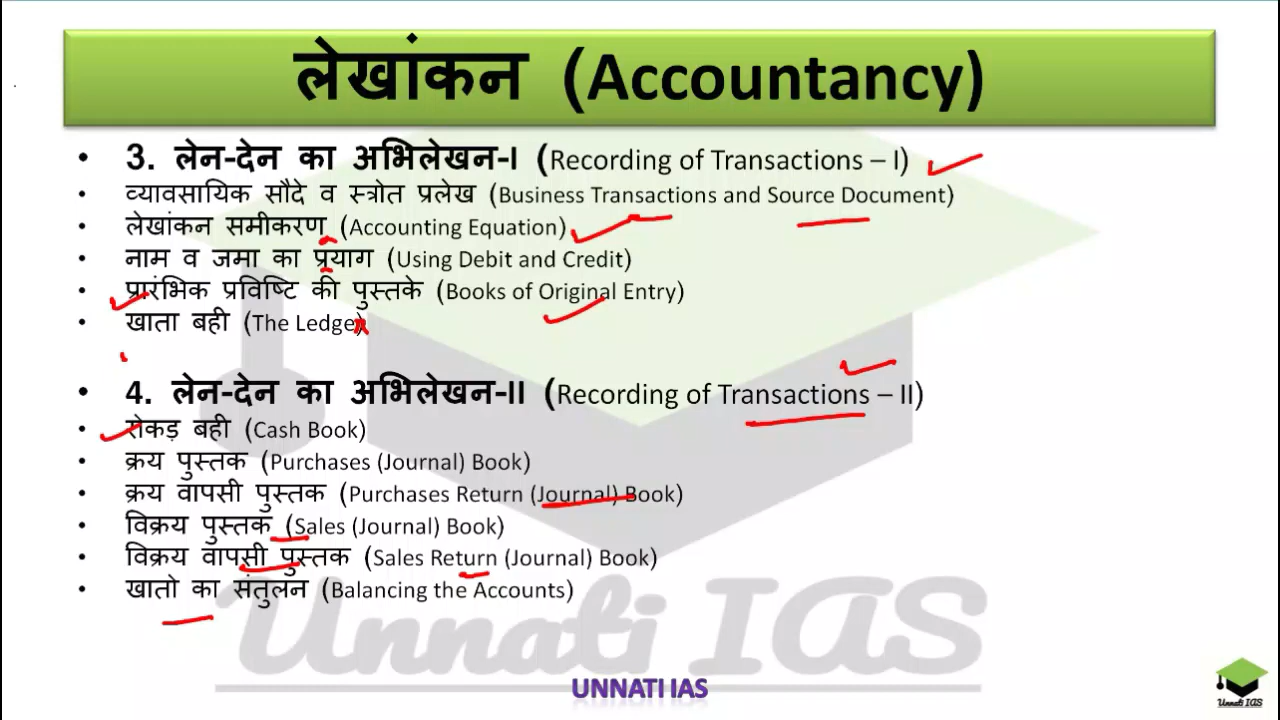 लेखांकन (Accountancy)
• 3. लेन-देन का अभिलेखन-I (Recording of Transactions – I)
• व्यावसायिक सौदे व स्त्रोत प्रलेख (Business Transactions and Source Document)
• लेखांकन समीकरण (Accounting Equation)
• नाम व जमा का प्रयाग (Using Debit and Credit)
• प्रारंभिक प्रविष्टि की पुस्तके (Books of Original Entry)
• खाता बही (The Ledger)
• 4. लेन-देन का अभिलेखन-II (Recording of Transactions – II)
• रोकड़ बही (Cash Book)
• क्रय पुस्तक (Purchases (Journal) Book)
• क्रय वापसी पुस्तक (Purchases Return (Journal) Book)
• विक्रय पुस्तक (Sales (Journal) Book)
• विक्रय वापसी पुस्तक (Sales Return (Journal) Book)
• खातो का संतुलन (Balancing the Accounts)
Unnati IAS
UNNATI IAS
Unnati IAS